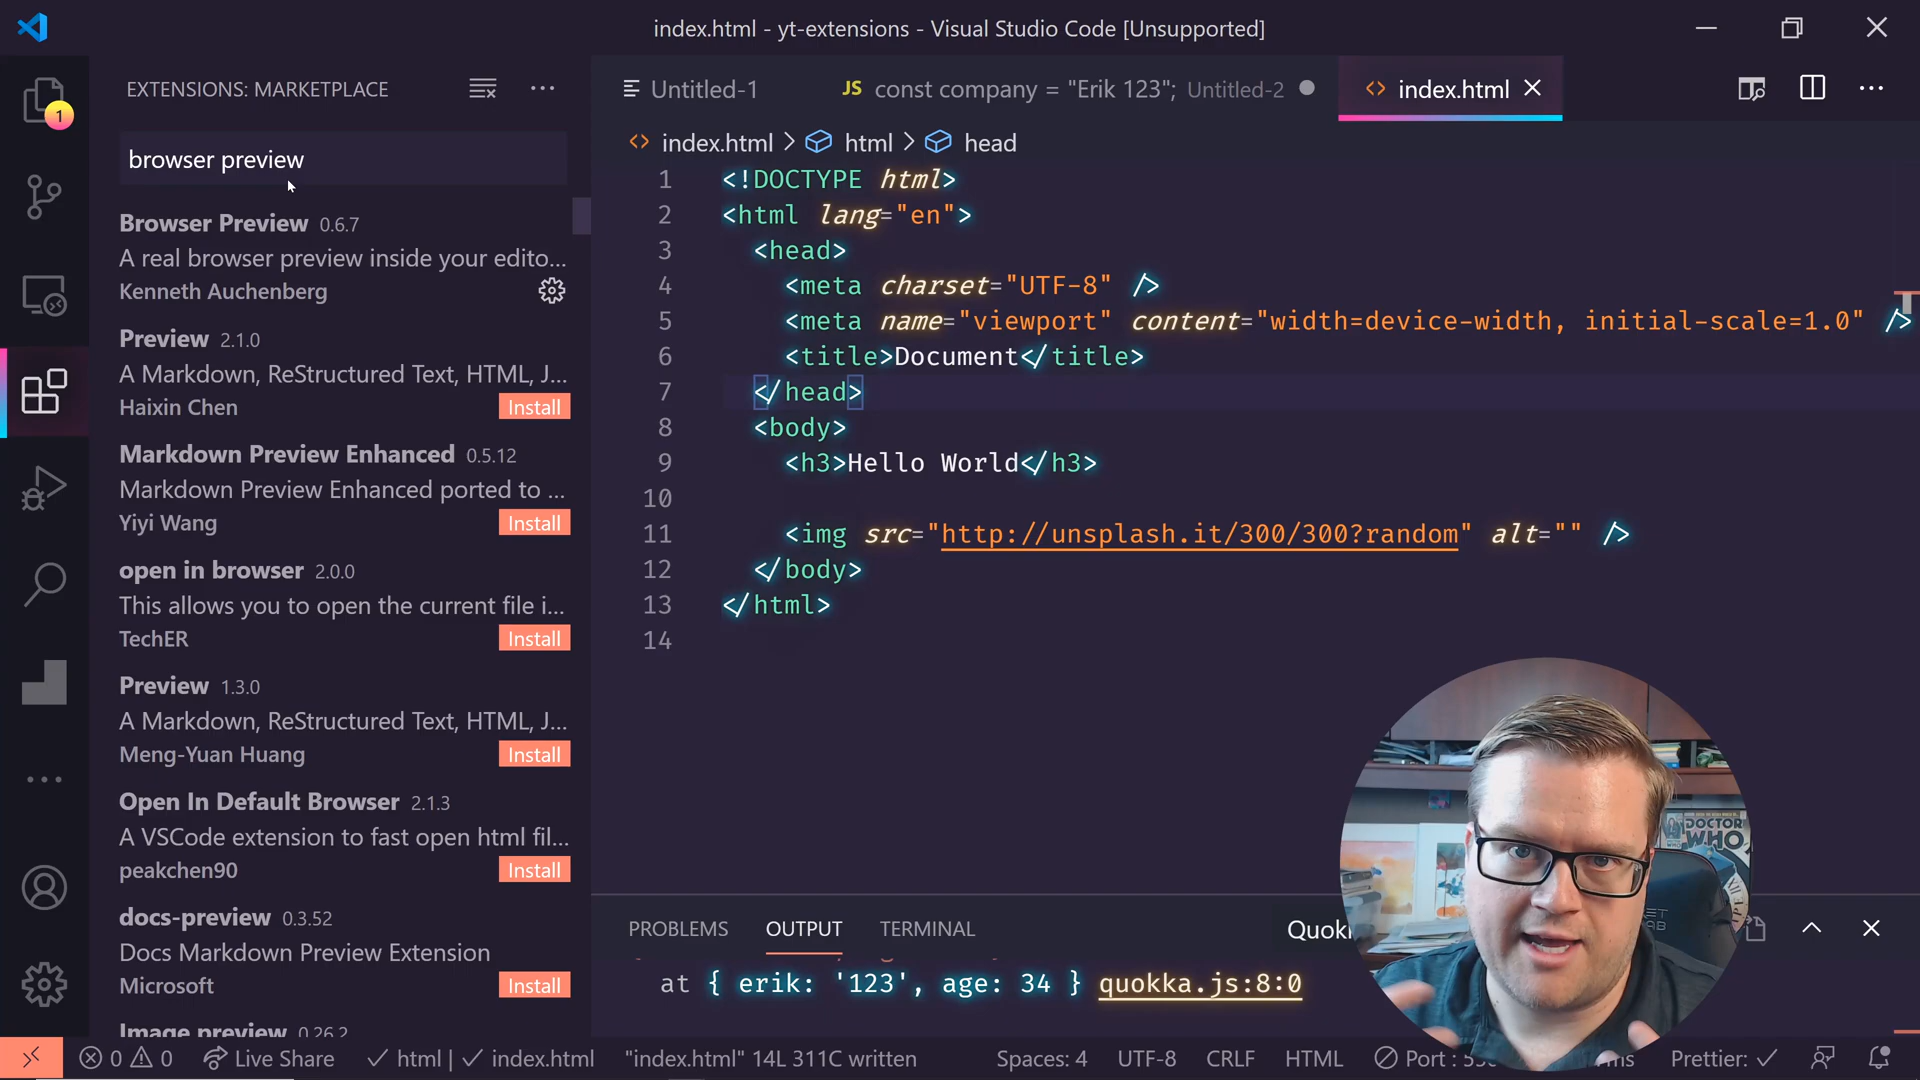 index.html - yt-extensions - Visual Studio Code [Unsupported]
EXTENSIONS: MARKETPLACE
browser preview
Browser Preview 0.6.7
A real browser preview inside your edito...
Kenneth Auchenberg
Preview 2.1.0
A Markdown, ReStructured Text, HTML, J...
Haixin Chen
Install
Markdown Preview Enhanced 0.5.12
Markdown Preview Enhanced ported to ...
Yiyi Wang
Install
open in browser 2.0.0
This allows you to open the current file i...
TechER
Install
Preview 1.3.0
A Markdown, ReStructured Text, HTML, J...
Meng-Yuan Huang
Install
Open In Default Browser 2.1.3
A VSCode extension to fast open html fil...
peakchen90
Install
docs-preview 0.3.52
Docs Markdown Preview Extension
Microsoft
Install
Image preview 0.26.2
1
Untitled-1
JS const company = "Erik 123"; Untitled-2
index.html
index.html > html > head
1 <!DOCTYPE html>
2 <html lang="en">
3 <head>
4 <meta charset="UTF-8" />
5 <meta name="viewport" content="width=device-width, initial-scale=1.0" />
6 <title>Document</title>
7 </head>
8 <body>
9 <h3>Hello World</h3>
10
11 <img src="http://unsplash.it/300/300?random" alt="" />
12 </body>
13 </html>
14
DOCTOR
WHO
PROBLEMS OUTPUT TERMINAL
at { erik: '123', age: 34 } quokka.js:8:0
0 0 Live Share html | index.html "index.html" 14L 311C written Spaces: 4 UTF-8 CRLF HTML Port : Prettier: